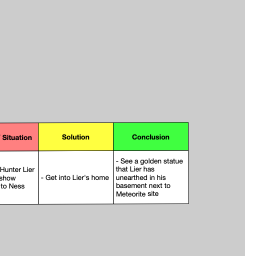 Situation Solution Conclusion
Hunter Lier
show
to Ness
- Get into Lier's home
- See a golden statue
that Lier has
unearthed in his
basement next to
Meteorite site